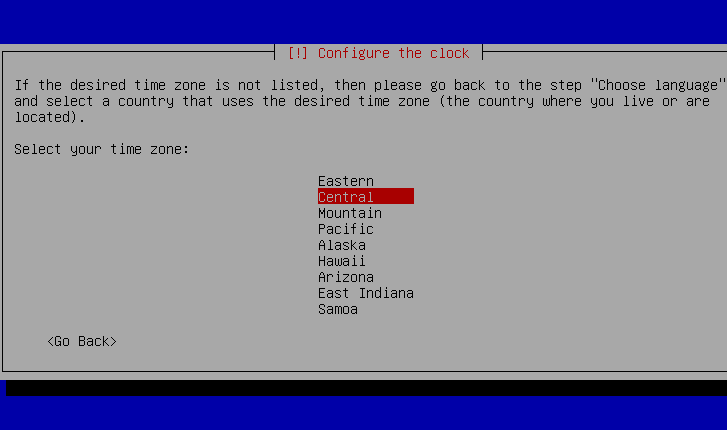 [!] Configure the clock
If the desired time zone is not listed, then please go back to the step "Choose language"
and select a country that uses the desired time zone (the country where you live or are
located).
Select your time zone:
Eastern
Central
Mountain
Pacific
Alaska
Hawaii
Arizona
East Indiana
Samoa
<Go Back>